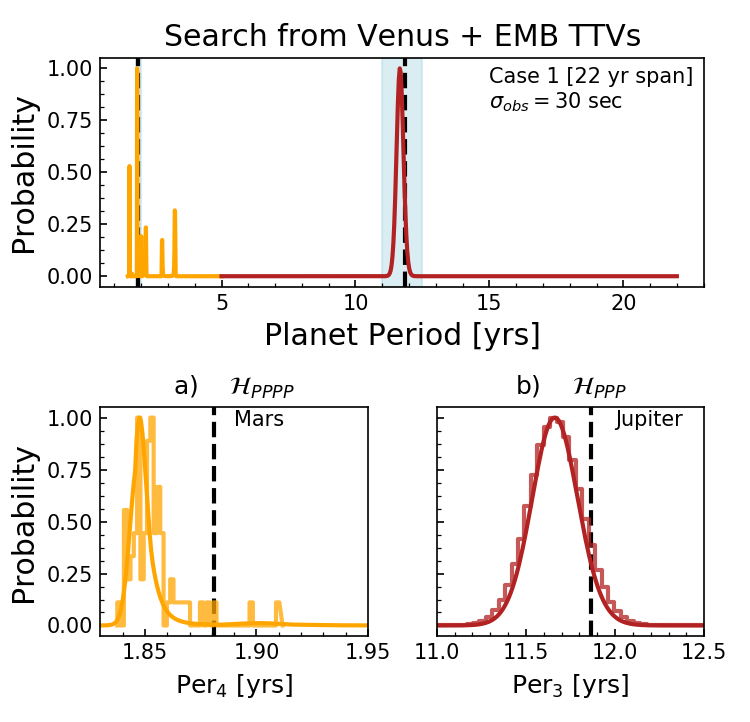 Search from Venus + EMB TTVs
Case 1 [22 yr span]
σ_obs = 30 sec
1.00
0.75
0.50
0.25
0.00
Probability
5 10 15 20
Planet Period [yrs]
a) ℋ_PPPP
b) ℋ_PPP
Mars
Jupiter
1.00
0.75
0.50
0.25
0.00
Probability
1.85 1.90 1.95
11.0 11.5 12.0 12.5
Per₄ [yrs]
Per₃ [yrs]